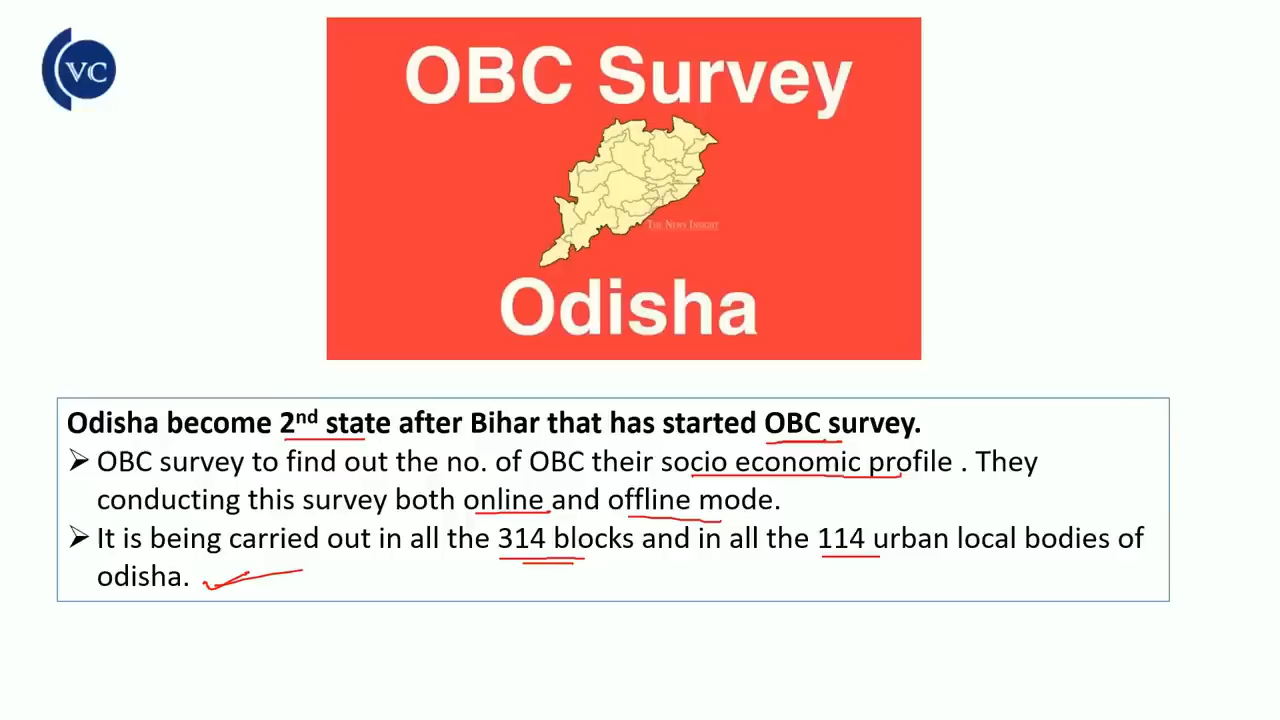 VC
OBC Survey
THE NEWS INSIGHT
Odisha
Odisha become 2nd state after Bihar that has started OBC survey.
➢ OBC survey to find out the no. of OBC their socio economic profile . They
conducting this survey both online and offline mode.
➢ It is being carried out in all the 314 blocks and in all the 114 urban local bodies of
odisha.